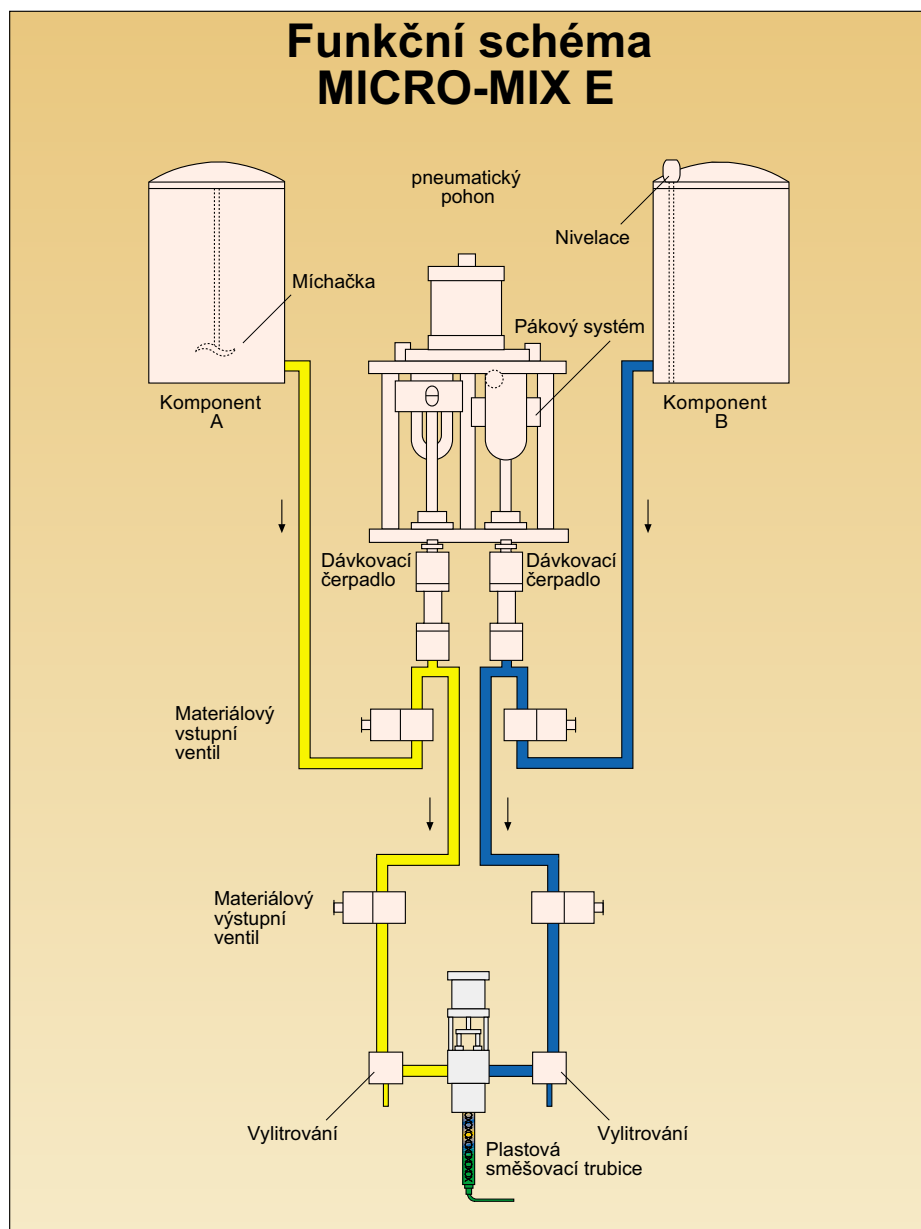 Funkční schéma
MICRO-MIX E
pneumatický
pohon
Nivelace
Míchačka
Pákový systém
Komponent
A
Komponent
B
Dávkovací
čerpadlo
Dávkovací
čerpadlo
Materiálový
vstupní
ventil
Materiálový
výstupní
ventil
Vylitrování
Vylitrování
Plastová
směšovací trubice